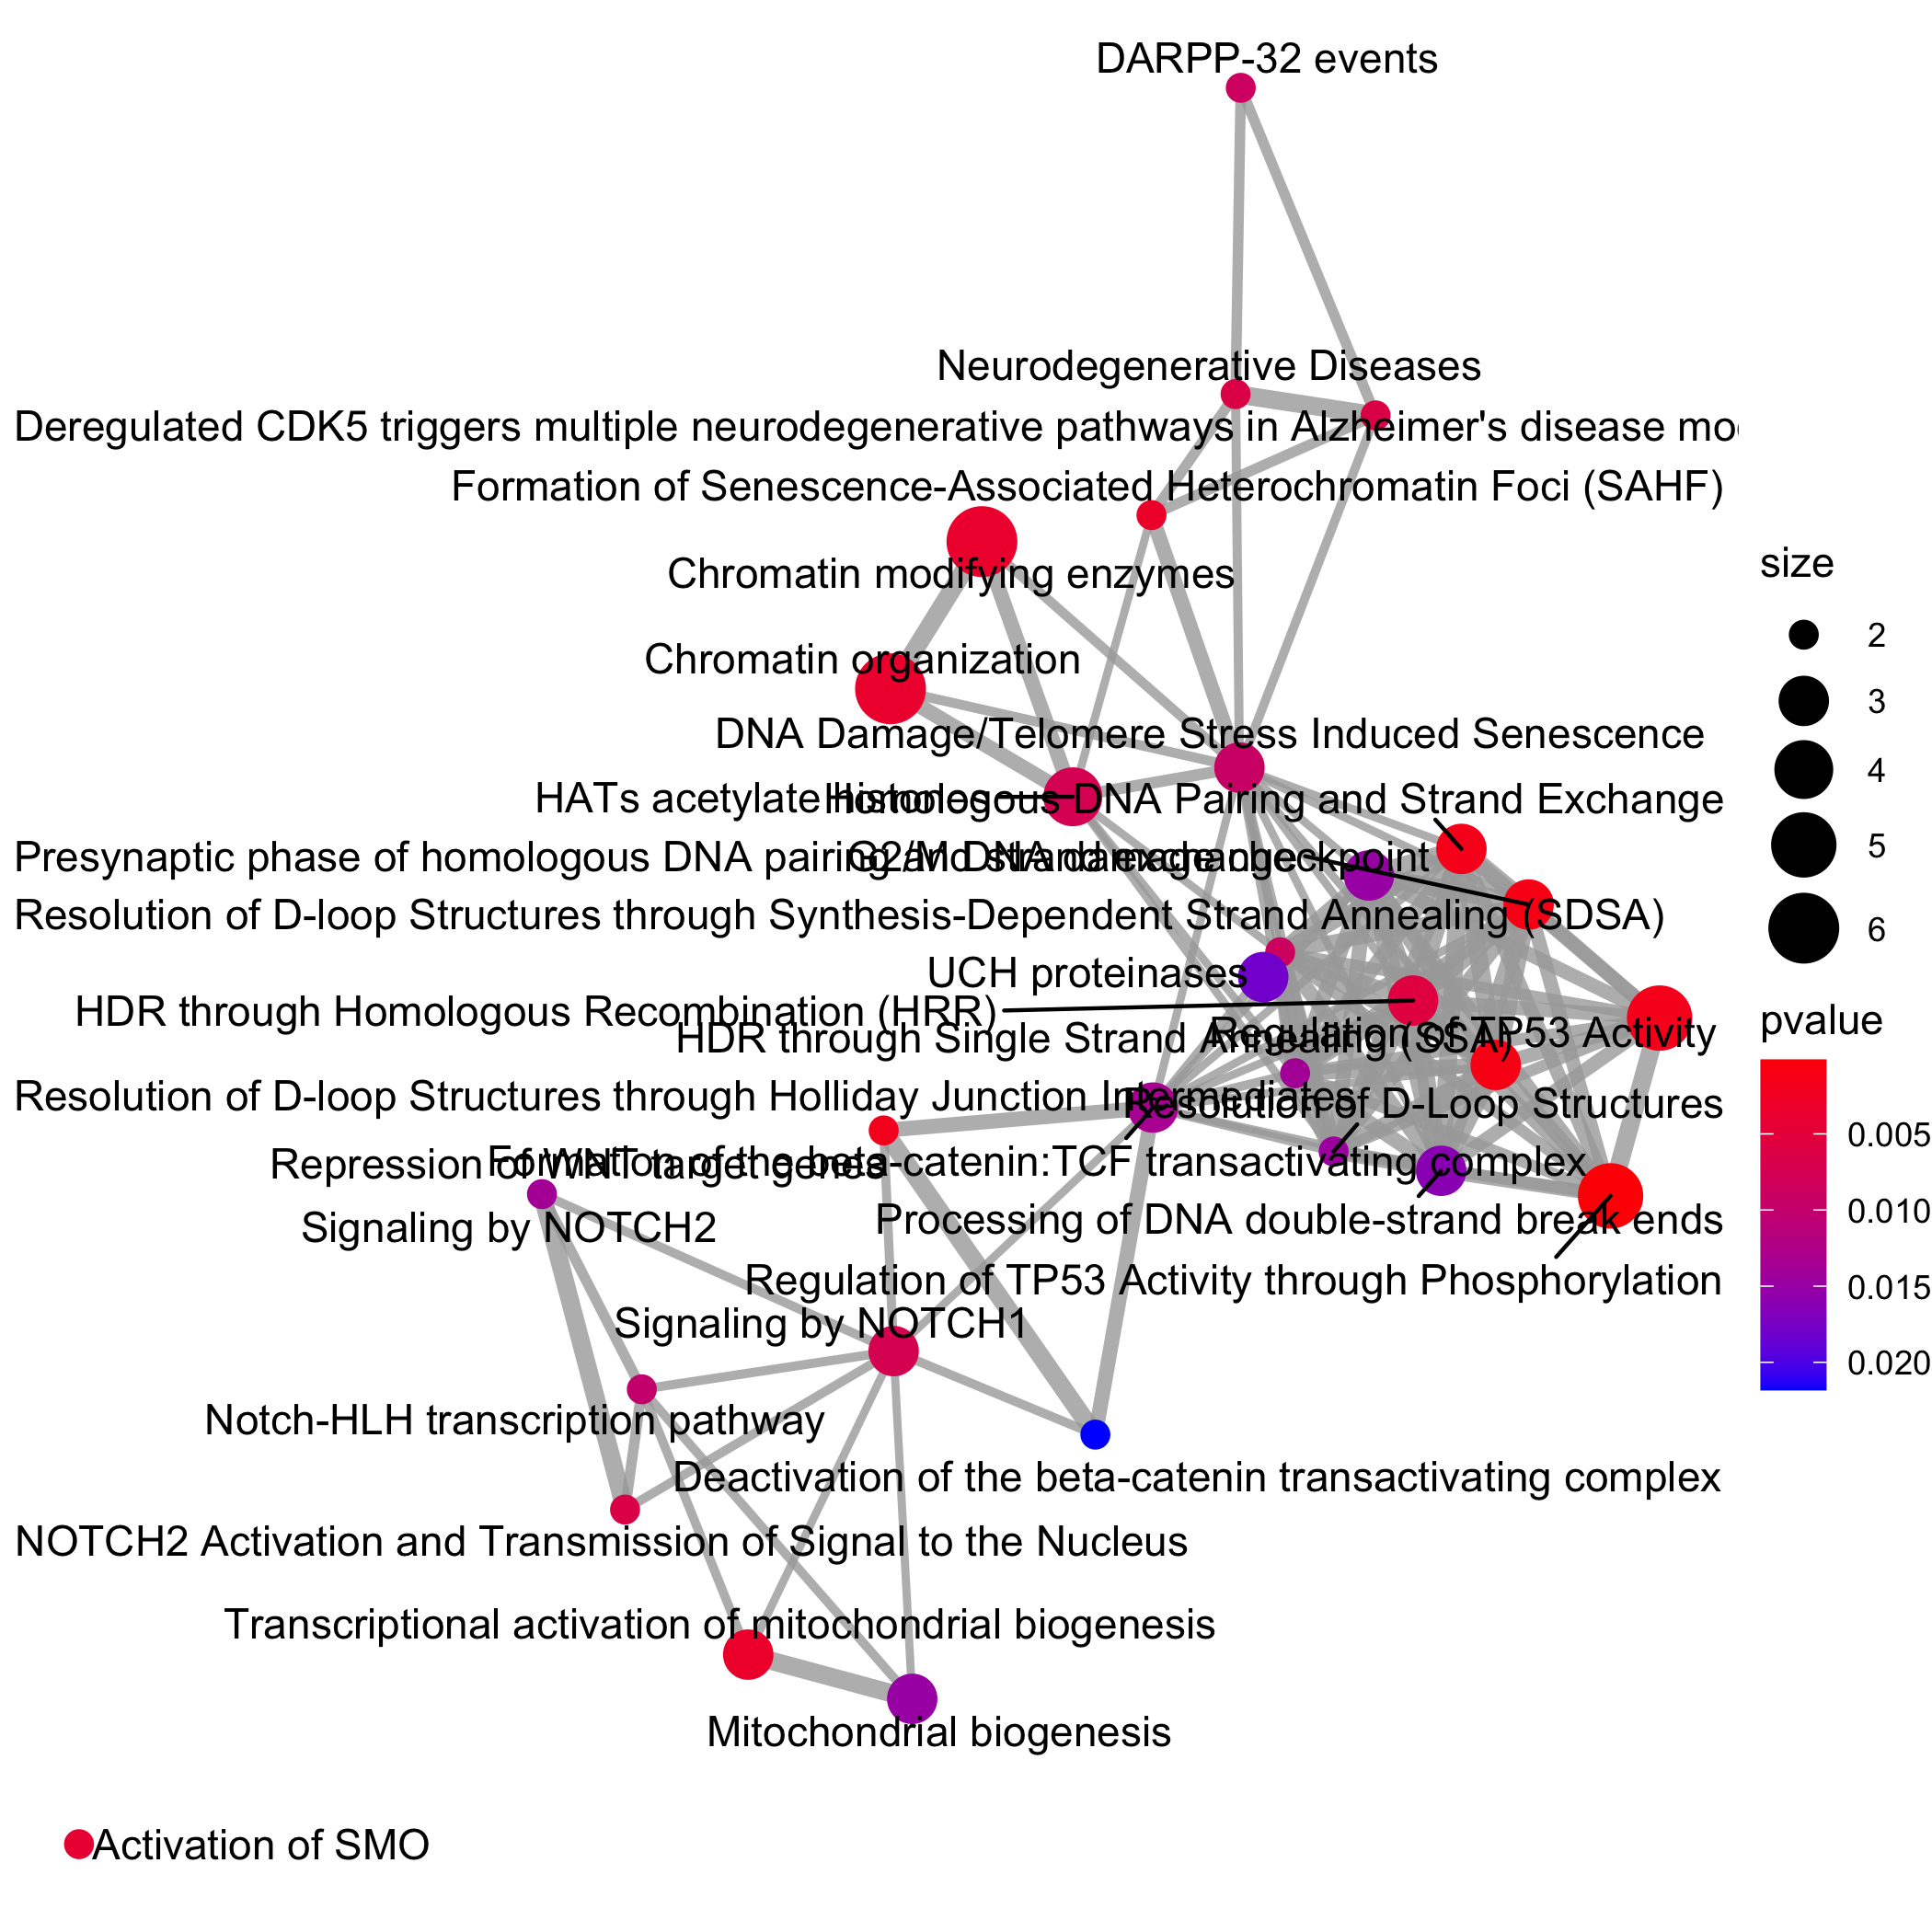 DARPP-32 events
Neurodegenerative Diseases
Deregulated CDK5 triggers multiple neurodegenerative pathways in Alzheimer's disease mo
Formation of Senescence-Associated Heterochromatin Foci (SAHF)
Chromatin modifying enzymes
Chromatin organization
DNA Damage/Telomere Stress Induced Senescence
HATs acetylate histones
Homologous DNA Pairing and Strand Exchange
Presynaptic phase of homologous DNA pairing and strand exchange
G2/M DNA damage checkpoint
Resolution of D-loop Structures through Synthesis-Dependent Strand Annealing (SDSA)
UCH proteinases
HDR through Homologous Recombination (HRR)
HDR through Single Strand Annealing (SSA)
Regulation of TP53 Activity
Resolution of D-loop Structures through Holliday Junction Intermediates
Resolution of D-Loop Structures
Repression of WNT target genes
Formation of the beta-catenin:TCF transactivating complex
Signaling by NOTCH2
Processing of DNA double-strand break ends
Regulation of TP53 Activity through Phosphorylation
Signaling by NOTCH1
Notch-HLH transcription pathway
Deactivation of the beta-catenin transactivating complex
NOTCH2 Activation and Transmission of Signal to the Nucleus
Transcriptional activation of mitochondrial biogenesis
Mitochondrial biogenesis
Activation of SMO
size
2
3
4
5
6
pvalue
0.005
0.010
0.015
0.020